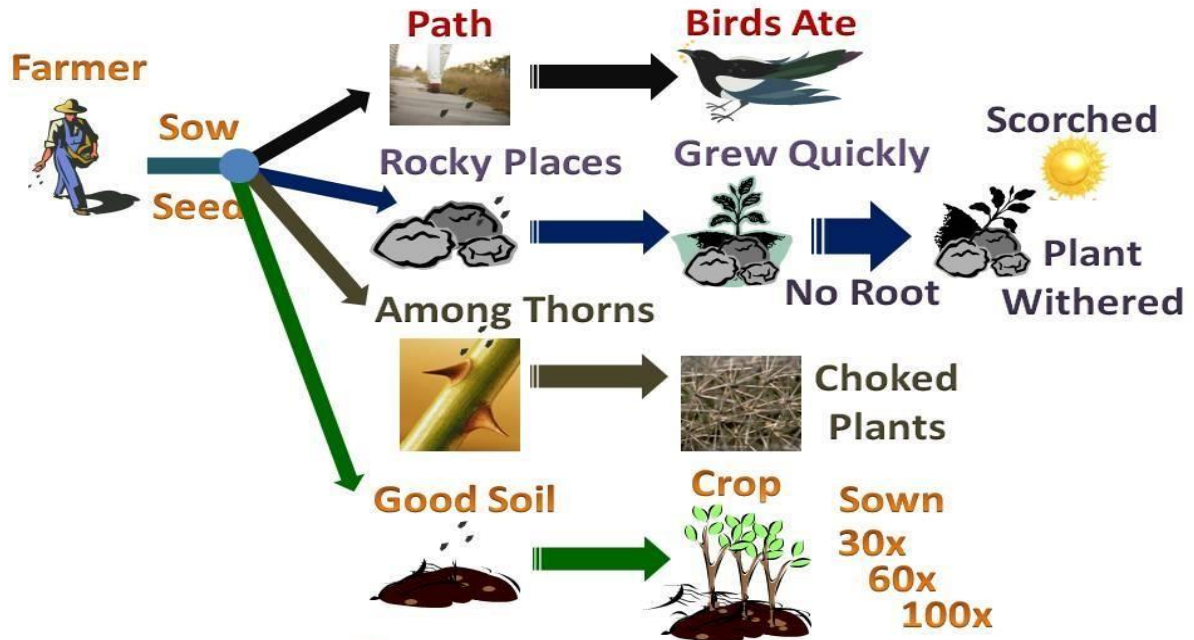 Farmer
Sow
Seed
Path
Birds Ate
Rocky Places
Grew Quickly
No Root
Scorched
Plant
Withered
Among Thorns
Choked
Plants
Good Soil
Crop
Sown
30x
60x
100x